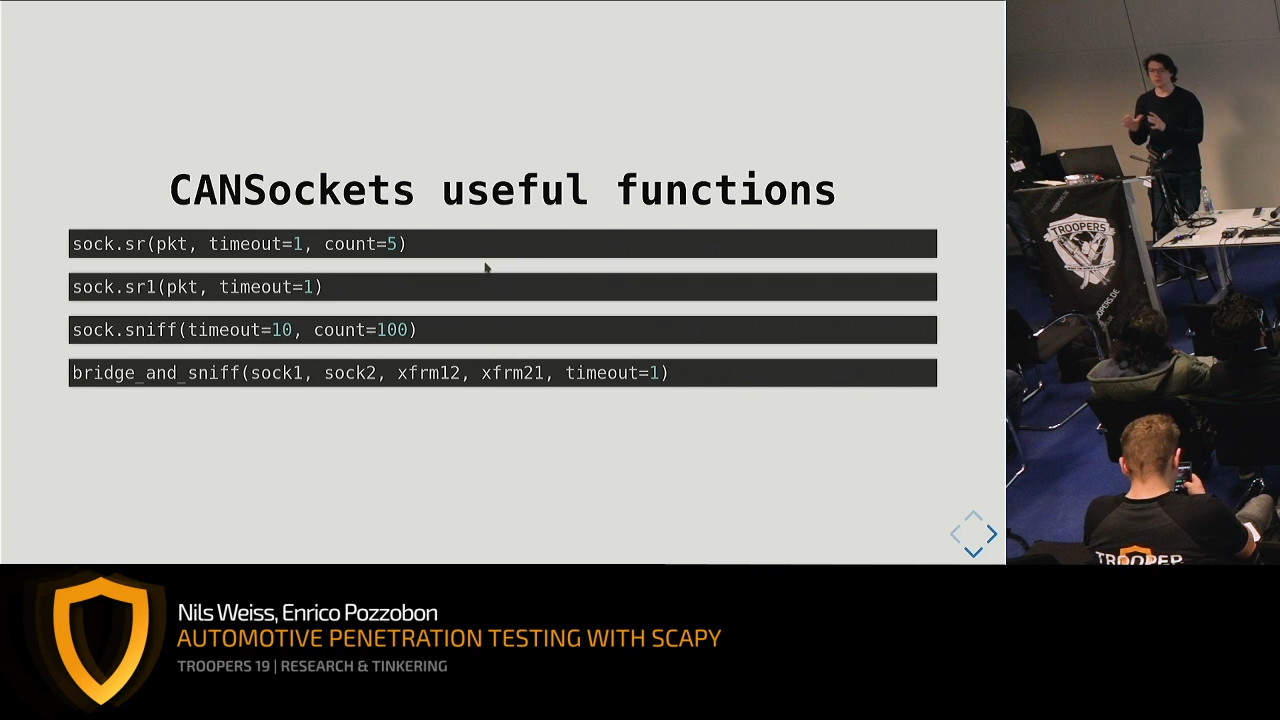 CANSockets useful functions
sock.sr(pkt, timeout=1, count=5)
sock.sr1(pkt, timeout=1)
sock.sniff(timeout=10, count=100)
bridge_and_sniff(sock1, sock2, xfrm12, xfrm21, timeout=1)
TROOPERS
TROOPER
Nils Weiss, Enrico Pozzobon
AUTOMOTIVE PENETRATION TESTING WITH SCAPY
TROOPERS 19 | RESEARCH & TINKERING